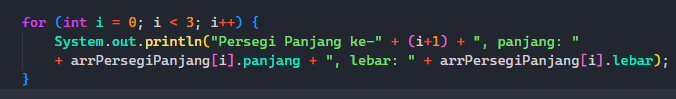 for (int i = 0; i < 3; i++) {
    System.out.println("Persegi Panjang ke-" + (i+1) + ", panjang: "
    + arrPersegiPanjang[i].panjang + ", lebar: " + arrPersegiPanjang[i].lebar);
}